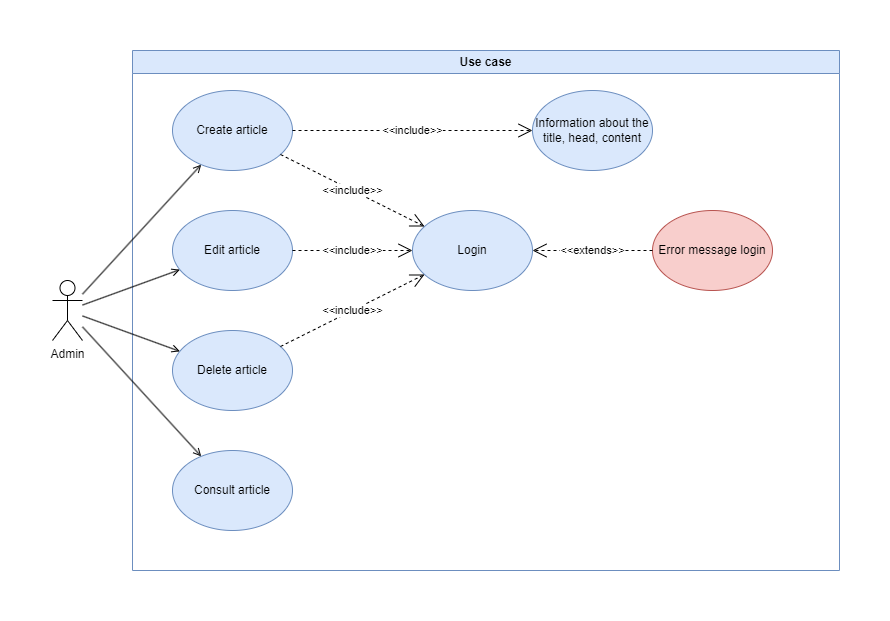 Use case
Create article
<<include>>
Information about the
title, head, content
<<include>>
Edit article
<<include>>
Login
<<extends>>
Error message login
<<include>>
Admin
Delete article
Consult article